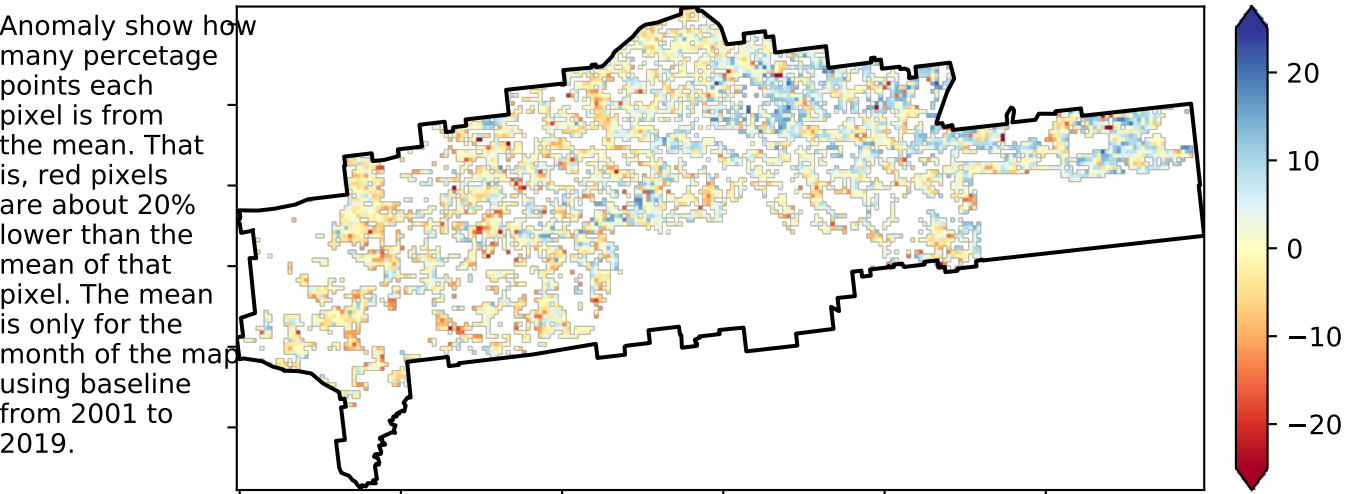 Anomaly show how
many percetage
points each
pixel is from
the mean. That
is, red pixels
are about 20%
lower than the
mean of that
pixel. The mean
is only for the
month of the map
using baseline
from 2001 to
2019.
20
10
0
−10
−20